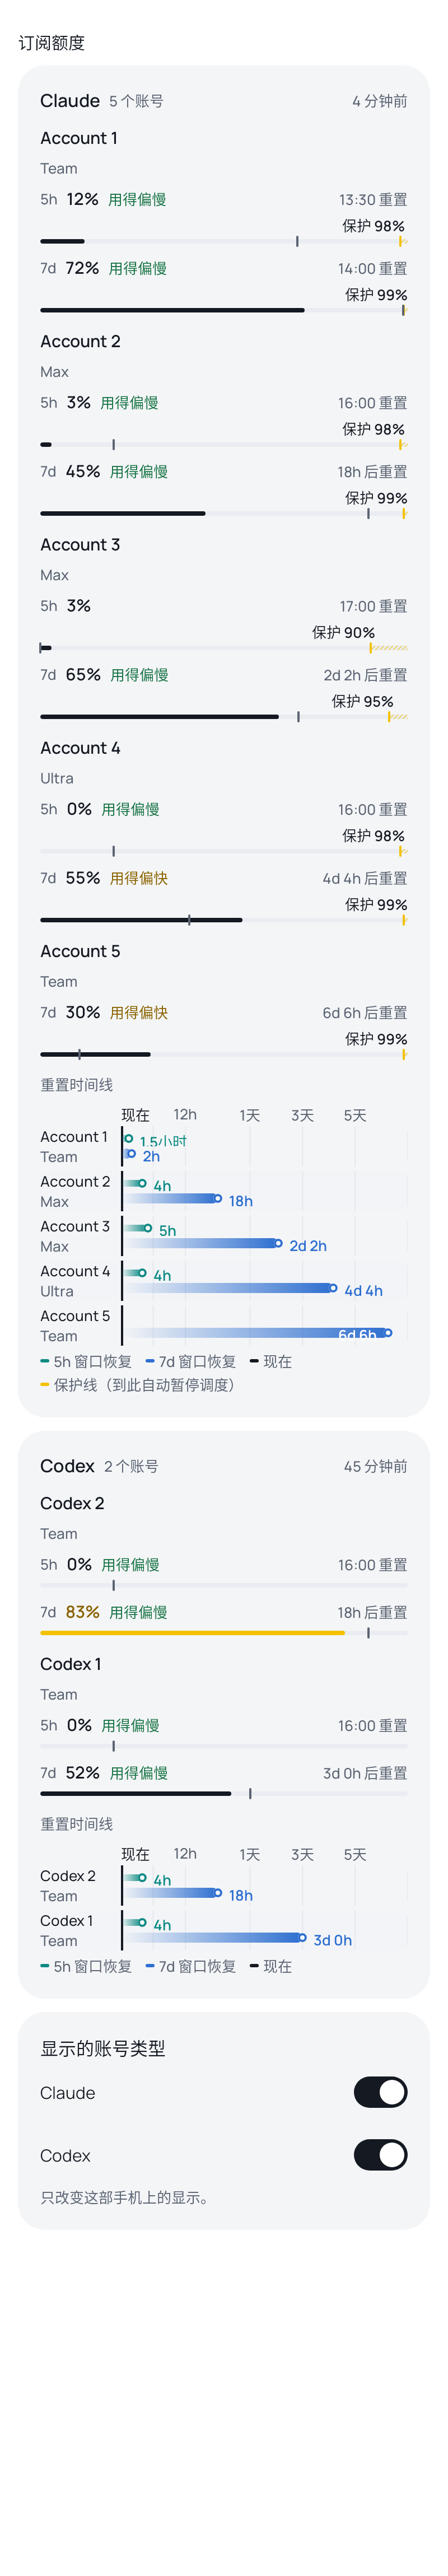 订阅额度
Claude 5 个账号 4 分钟前
Account 1
Team
5h 12% 用得偏慢 13:30 重置
保护 98%
7d 72% 用得偏慢 14:00 重置
保护 99%
Account 2
Max
5h 3% 用得偏慢 16:00 重置
保护 98%
7d 45% 用得偏慢 18h 后重置
保护 99%
Account 3
Max
5h 3% 17:00 重置
保护 90%
7d 65% 用得偏慢 2d 2h 后重置
保护 95%
Account 4
Ultra
5h 0% 用得偏慢 16:00 重置
保护 98%
7d 55% 用得偏快 4d 4h 后重置
保护 99%
Account 5
Team
7d 30% 用得偏快 6d 6h 后重置
保护 99%
重置时间线
现在 12h 1天 3天 5天
Account 1 1.5小时
Team 2h
Account 2 4h
Max 18h
Account 3 5h
Max 2d 2h
Account 4 4h
Ultra 4d 4h
Account 5
Team 6d 6h
5h 窗口恢复 7d 窗口恢复 现在
保护线（到此自动暂停调度）
Codex 2 个账号 45 分钟前
Codex 2
Team
5h 0% 用得偏慢 16:00 重置
7d 83% 用得偏慢 18h 后重置
Codex 1
Team
5h 0% 用得偏慢 16:00 重置
7d 52% 用得偏慢 3d 0h 后重置
重置时间线
现在 12h 1天 3天 5天
Codex 2 4h
Team 18h
Codex 1 4h
Team 3d 0h
5h 窗口恢复 7d 窗口恢复 现在
显示的账号类型
Claude
Codex
只改变这部手机上的显示。